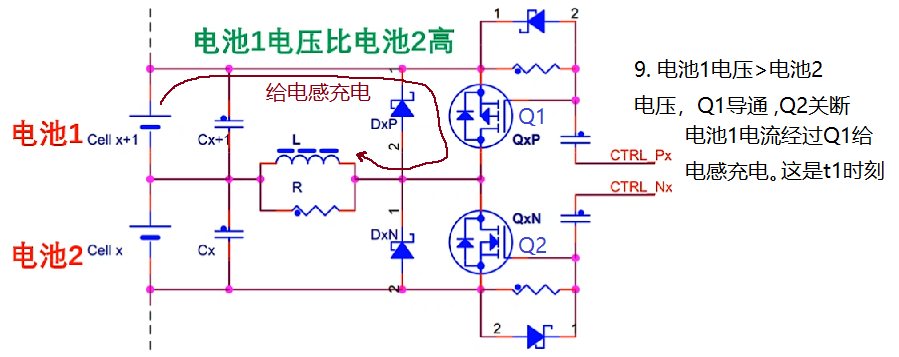 电池1电压比电池2高
1
2
9. 电池1电压>电池2
电压，Q1导通,Q2关断
电池1电流经过Q1给
电感充电。这是t1时刻
给电感充电
1
电池1
Cell x+1
Cx+1
DxP
2
Q1
QxP
L
CTRL_Px
R
CTRL_Nx
1
QxN
电池2
Cell x
Cx
DxN
2
Q2
2
1